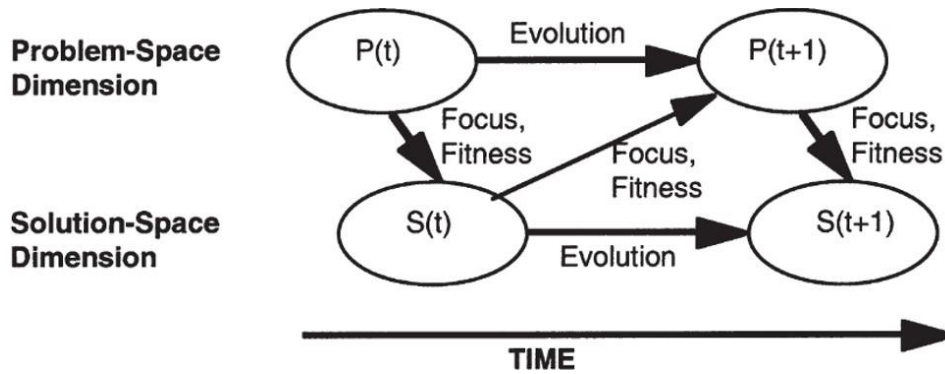 Problem-Space
Dimension
P(t)
Evolution
P(t+1)
Focus,
Fitness
Focus,
Fitness
Focus,
Fitness
Solution-Space
Dimension
S(t)
Evolution
S(t+1)
TIME